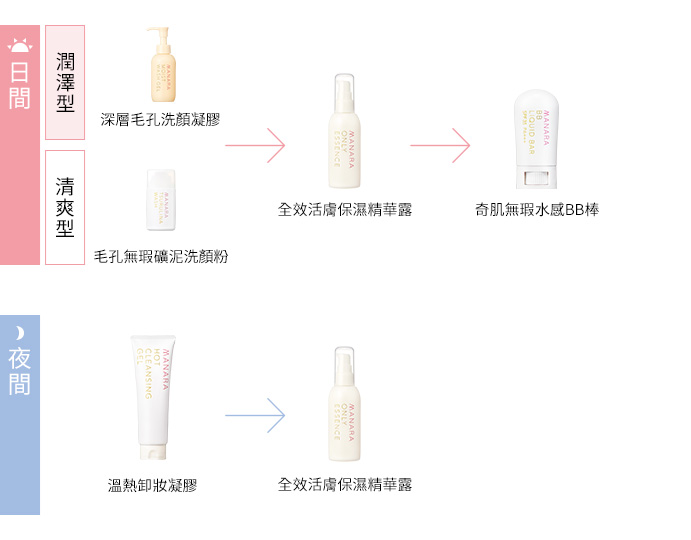 日間
潤澤型
MANARA
深層毛孔洗顏凝膠
清爽型
MANARA
毛孔無瑕礦泥洗顏粉
MANARA
ONLY
ESSENCE
全效活膚保濕精華露
MANARA
BB
LIQUID BAR
奇肌無瑕水感BB棒
夜間
MANARA
HOT
CLEANSING
GEL
溫熱卸妝凝膠
MANARA
ONLY
ESSENCE
全效活膚保濕精華露